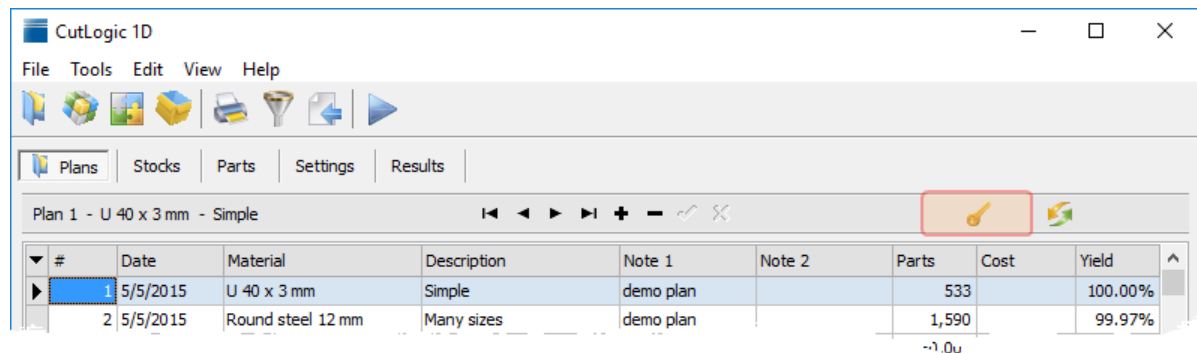 CutLogic 1D
File Tools Edit View Help
Plans Stocks Parts Settings Results
Plan 1 - U 40 x 3 mm - Simple
# Date Material Description Note 1 Note 2 Parts Cost Yield
1 5/5/2015 U 40 x 3 mm Simple demo plan 533 100.00%
2 5/5/2015 Round steel 12 mm Many sizes demo plan 1,590 99.97%